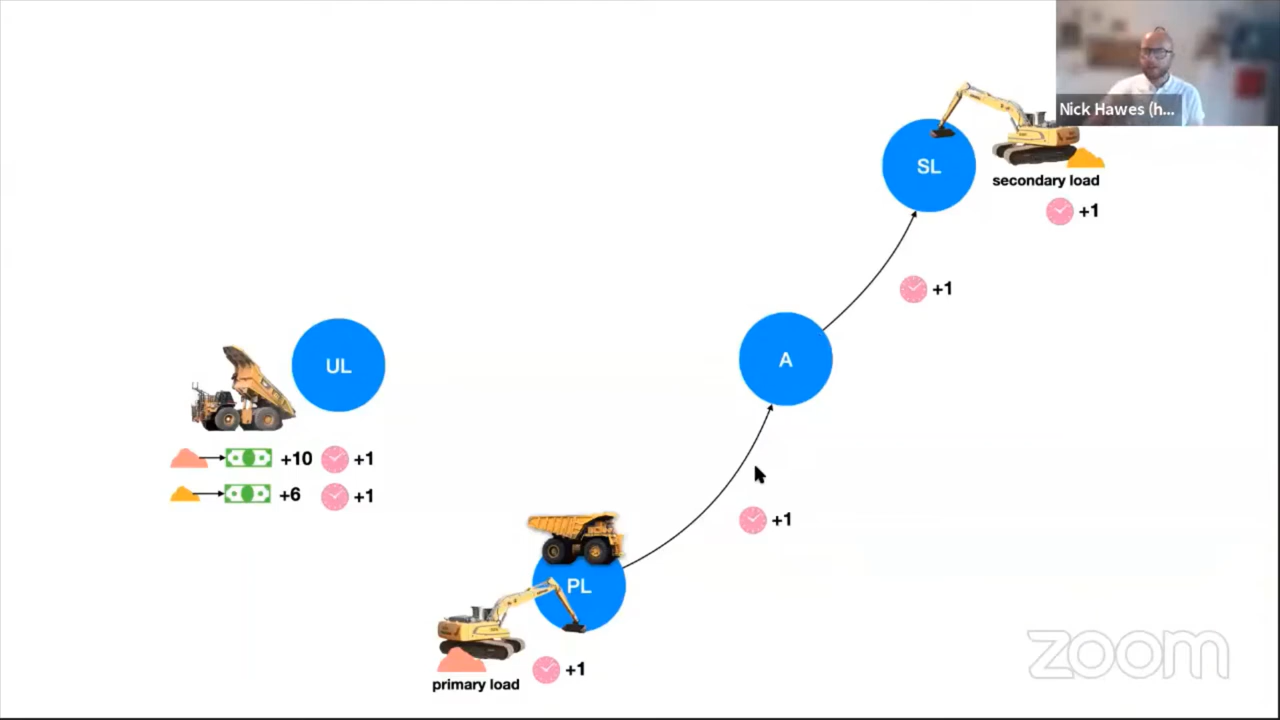 Nick Hawes (h...
SL
secondary load
+1
+1
A
UL
+10 +1
+6 +1
+1
PL
+1
primary load
zoom